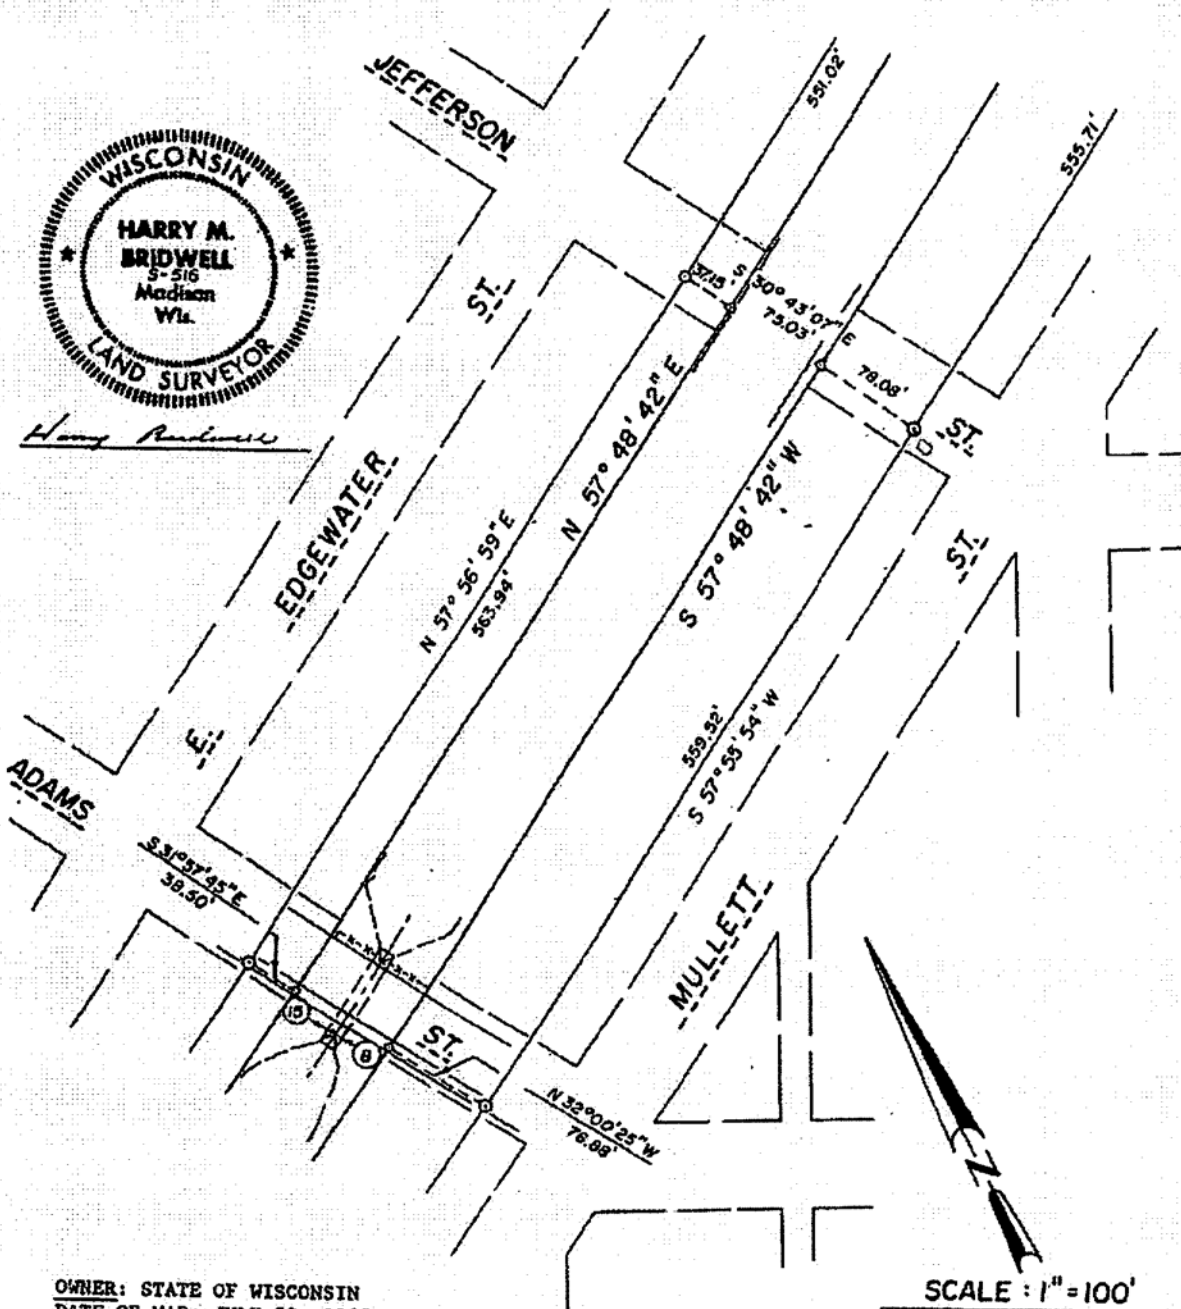 JEFFERSON
551.02'
555.71'
WISCONSIN
HARRY M.
BRIDWELL
S-516
Madison
Wis.
LAND SURVEYOR
ST.
37.15'
S 30° 43' 07" E
75.03'
78.08'
ST.
EDGEWATER
N 57° 48' 42" E
S 57° 48' 42" W
N 57° 56' 59" E
563.94'
ST.
559.52'
S 57° 55' 54" W
E.
ADAMS
S 31° 57' 45" E
38.50'
MULLETT
15
8
ST.
N 32° 00' 25" W
76.88'
N
OWNER: STATE OF WISCONSIN
SCALE : 1" = 100'